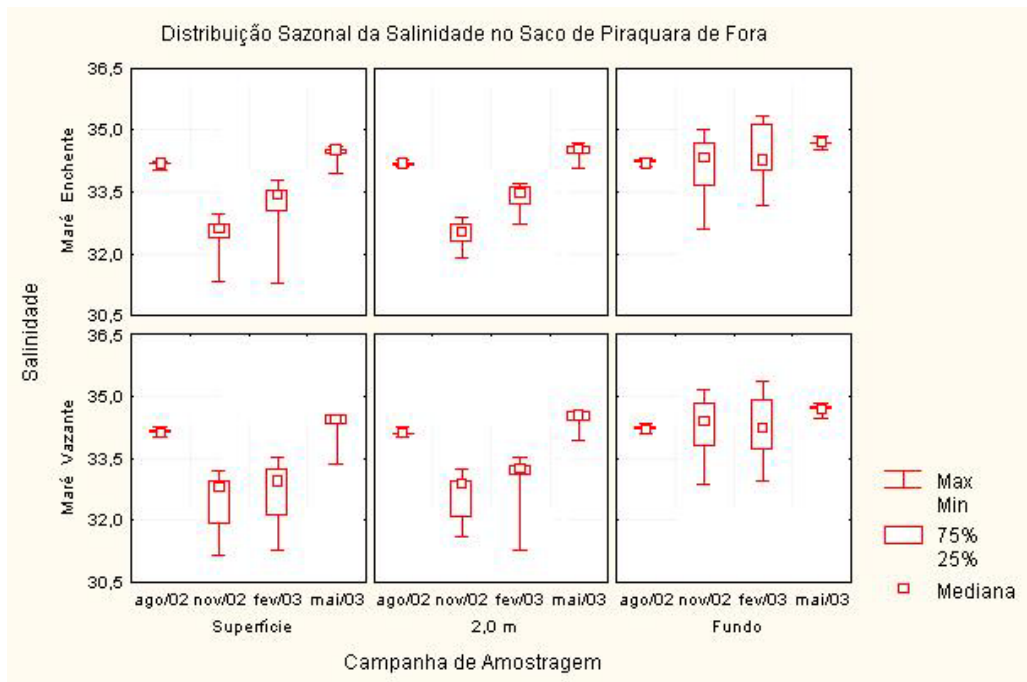 Distribuição Sazonal da Salinidade no Saco de Piraquara de Fora
36,5
35,0
33,5
32,0
30,5
Maré Enchente
36,5
35,0
33,5
32,0
30,5
Maré Vazante
Salinidade
ago/02 nov/02 fev/03 mai/03
ago/02 nov/02 fev/03 mai/03
ago/02 nov/02 fev/03 mai/03
Superfície
2,0 m
Fundo
Campanha de Amostragem
Max
Min
75%
25%
Mediana